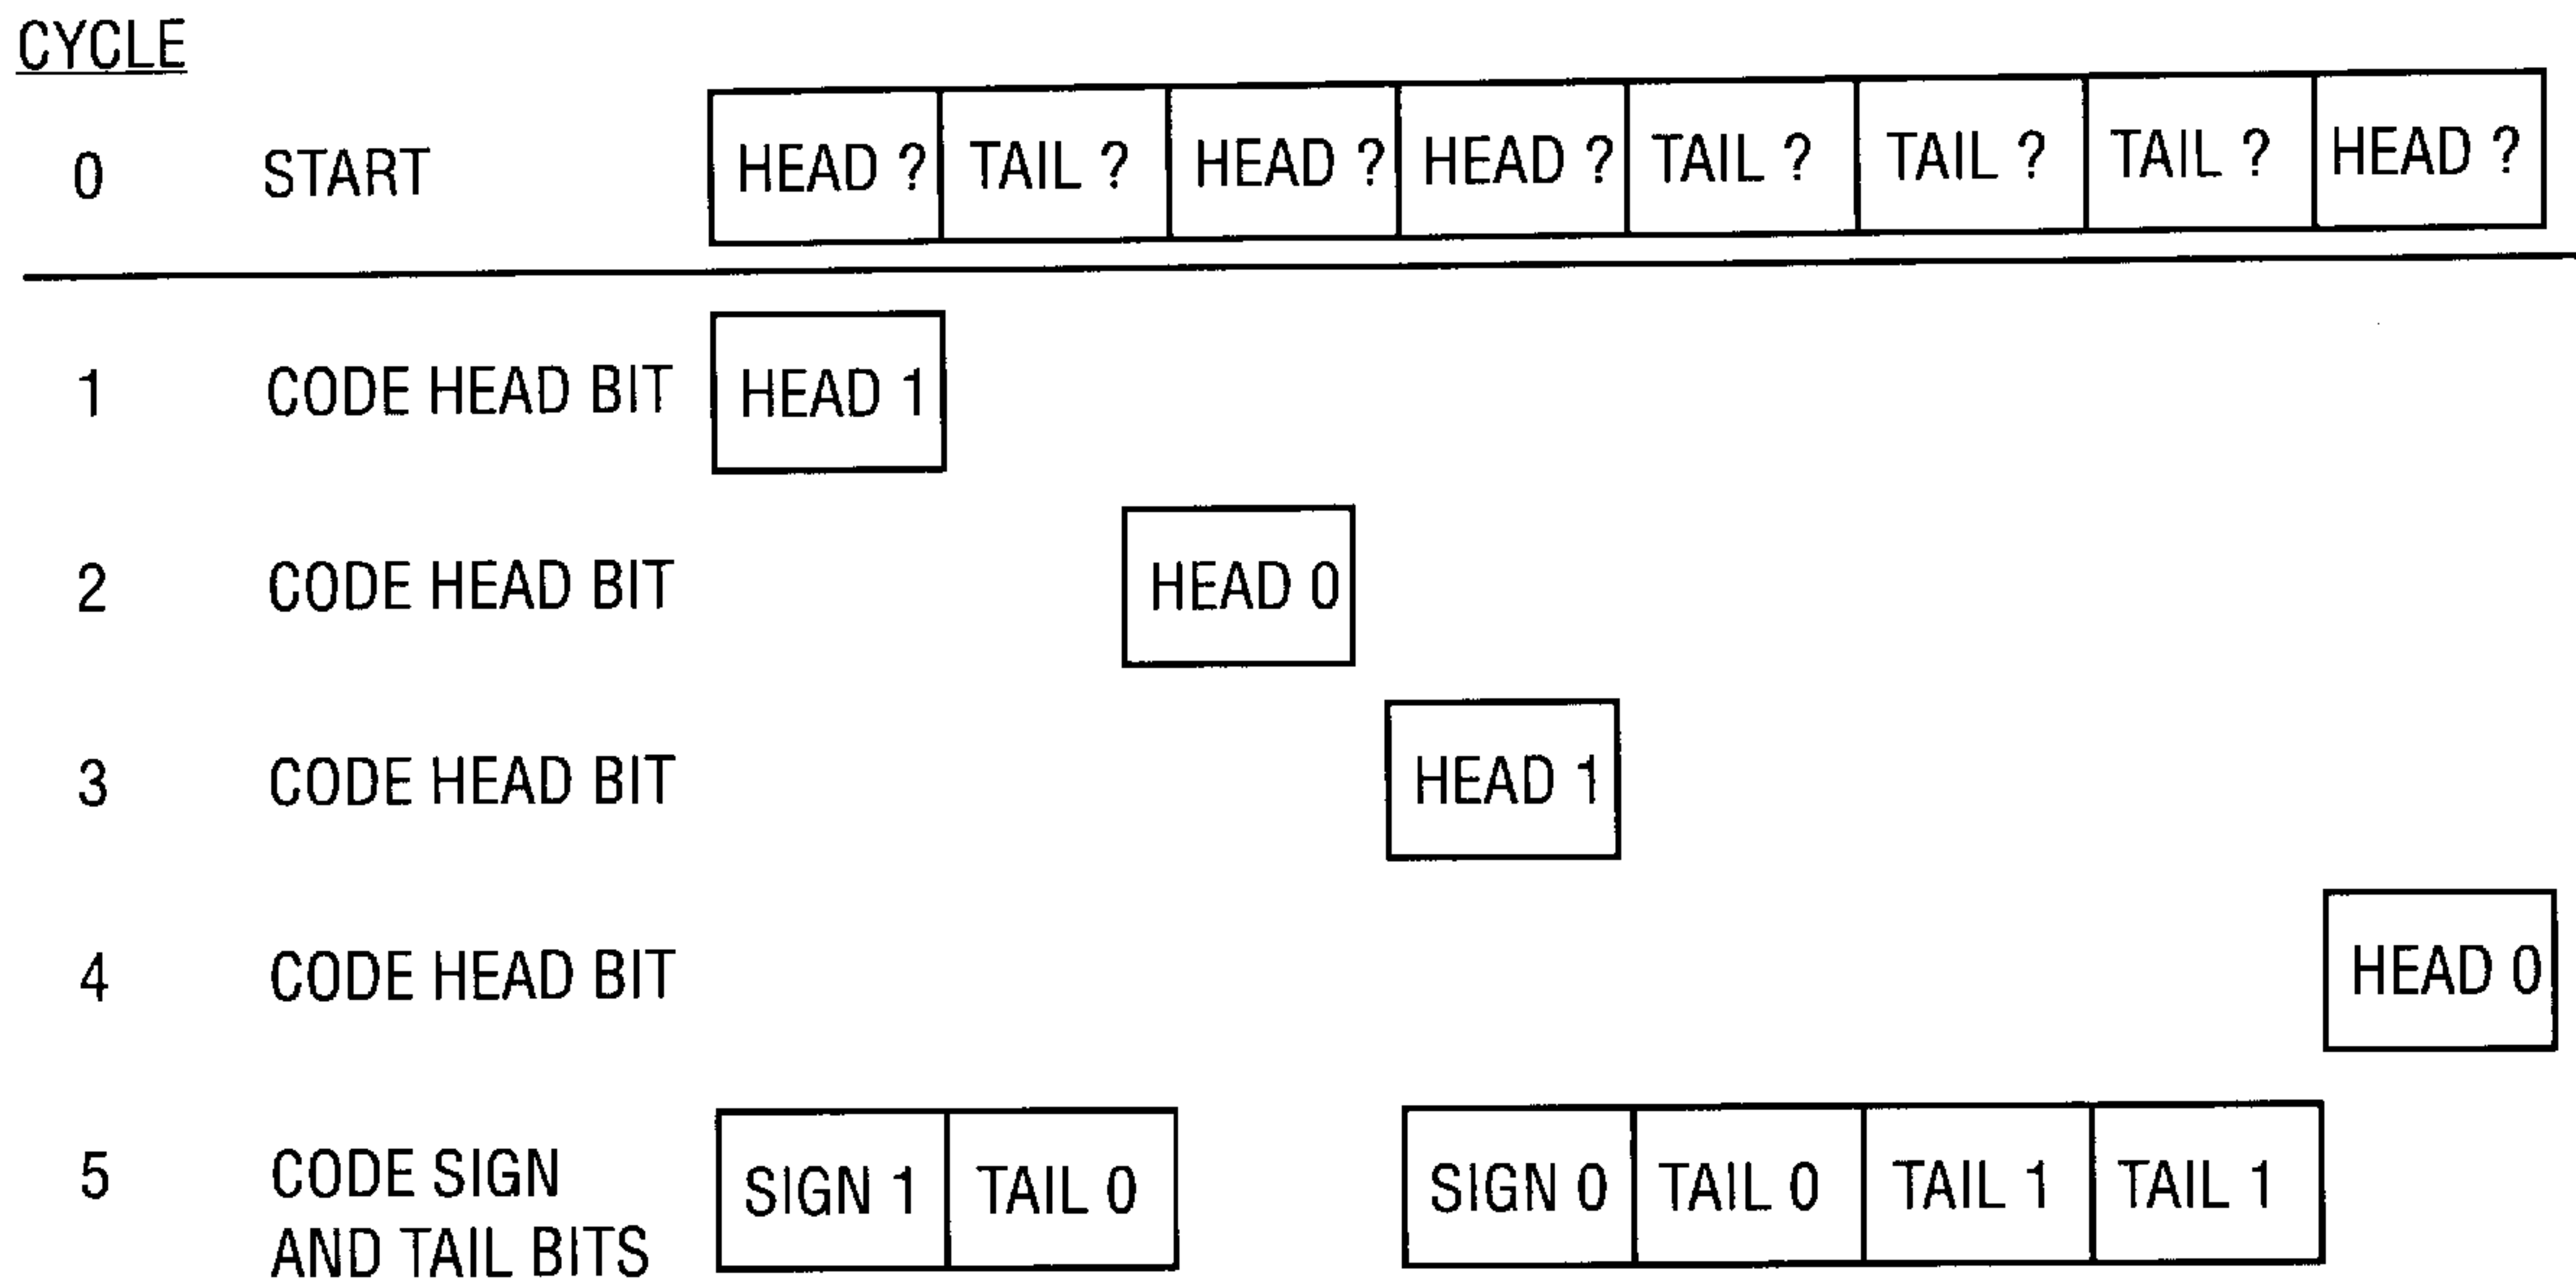 CYCLE
0 START HEAD ? TAIL ? HEAD ? HEAD ? TAIL ? TAIL ? TAIL ? HEAD ?
1 CODE HEAD BIT HEAD 1
2 CODE HEAD BIT HEAD 0
3 CODE HEAD BIT HEAD 1
4 CODE HEAD BIT HEAD 0
5 CODE SIGN SIGN 1 TAIL 0 SIGN 0 TAIL 0 TAIL 1 TAIL 1
AND TAIL BITS